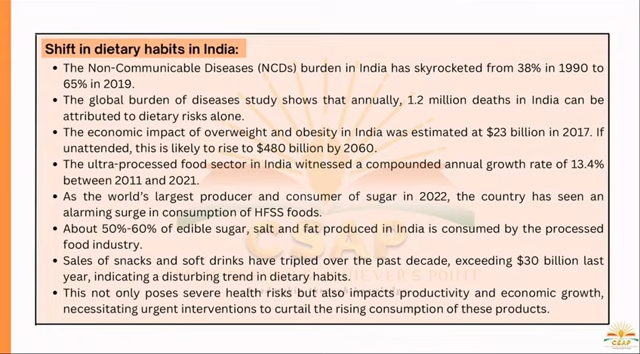 Shift in dietary habits in India:
• The Non-Communicable Diseases (NCDs) burden in India has skyrocketed from 38% in 1990 to
65% in 2019.
• The global burden of diseases study shows that annually, 1.2 million deaths in India can be
attributed to dietary risks alone.
• The economic impact of overweight and obesity in India was estimated at $23 billion in 2017. If
unattended, this is likely to rise to $480 billion by 2060.
• The ultra-processed food sector in India witnessed a compounded annual growth rate of 13.4%
between 2011 and 2021.
• As the world's largest producer and consumer of sugar in 2022, the country has seen an
alarming surge in consumption of HFSS foods.
• About 50%-60% of edible sugar, salt and fat produced in India is consumed by the processed
food industry.
• Sales of snacks and soft drinks have tripled over the past decade, exceeding $30 billion last
year, indicating a disturbing trend in dietary habits.
• This not only poses severe health risks but also impacts productivity and economic growth,
necessitating urgent interventions to curtail the rising consumption of these products.
CSAP
CSAP